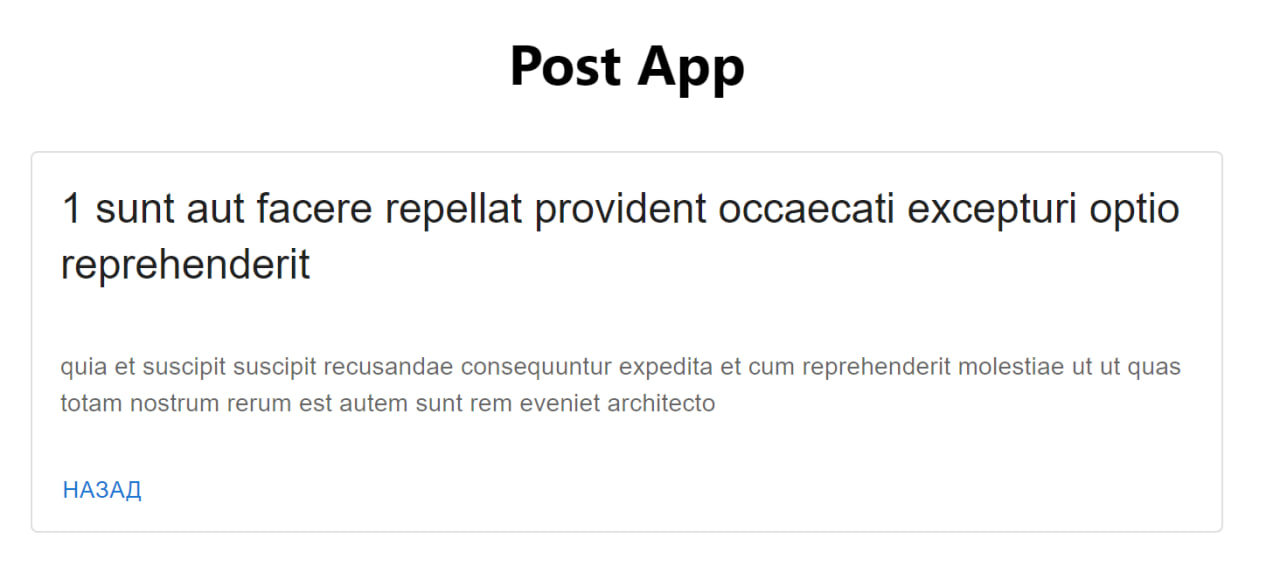 Post App
1 sunt aut facere repellat provident occaecati excepturi optio
reprehenderit
quia et suscipit suscipit recusandae consequuntur expedita et cum reprehenderit molestiae ut ut quas
totam nostrum rerum est autem sunt rem eveniet architecto
НАЗАД